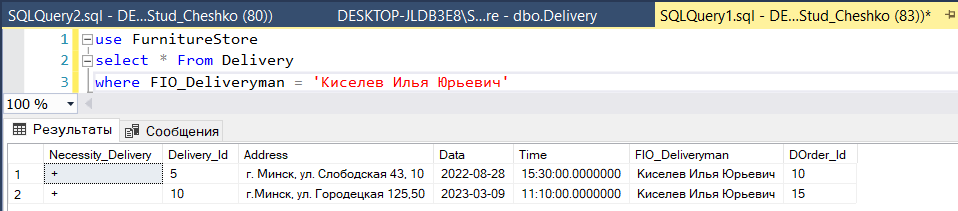 SQLQuery2.sql - DE...Stud_Cheshko (80)) DESKTOP-JLDB3E8\S...re - dbo.Delivery SQLQuery1.sql - DE...Stud_Cheshko (83))*
1 use FurnitureStore
2 select * From Delivery
3 where FIO_Deliveryman = 'Киселев Илья Юрьевич'
100 %
Результаты Сообщения
Necessity_Delivery Delivery_Id Address Data Time FIO_Deliveryman DOrder_Id
1 + 5 г. Минск, ул. Слободская 43, 10 2022-08-28 15:30:00.0000000 Киселев Илья Юрьевич 10
2 + 10 г.Минск, ул. Городецкая 125,50 2023-03-09 11:10:00.0000000 Киселев Илья Юрьевич 15